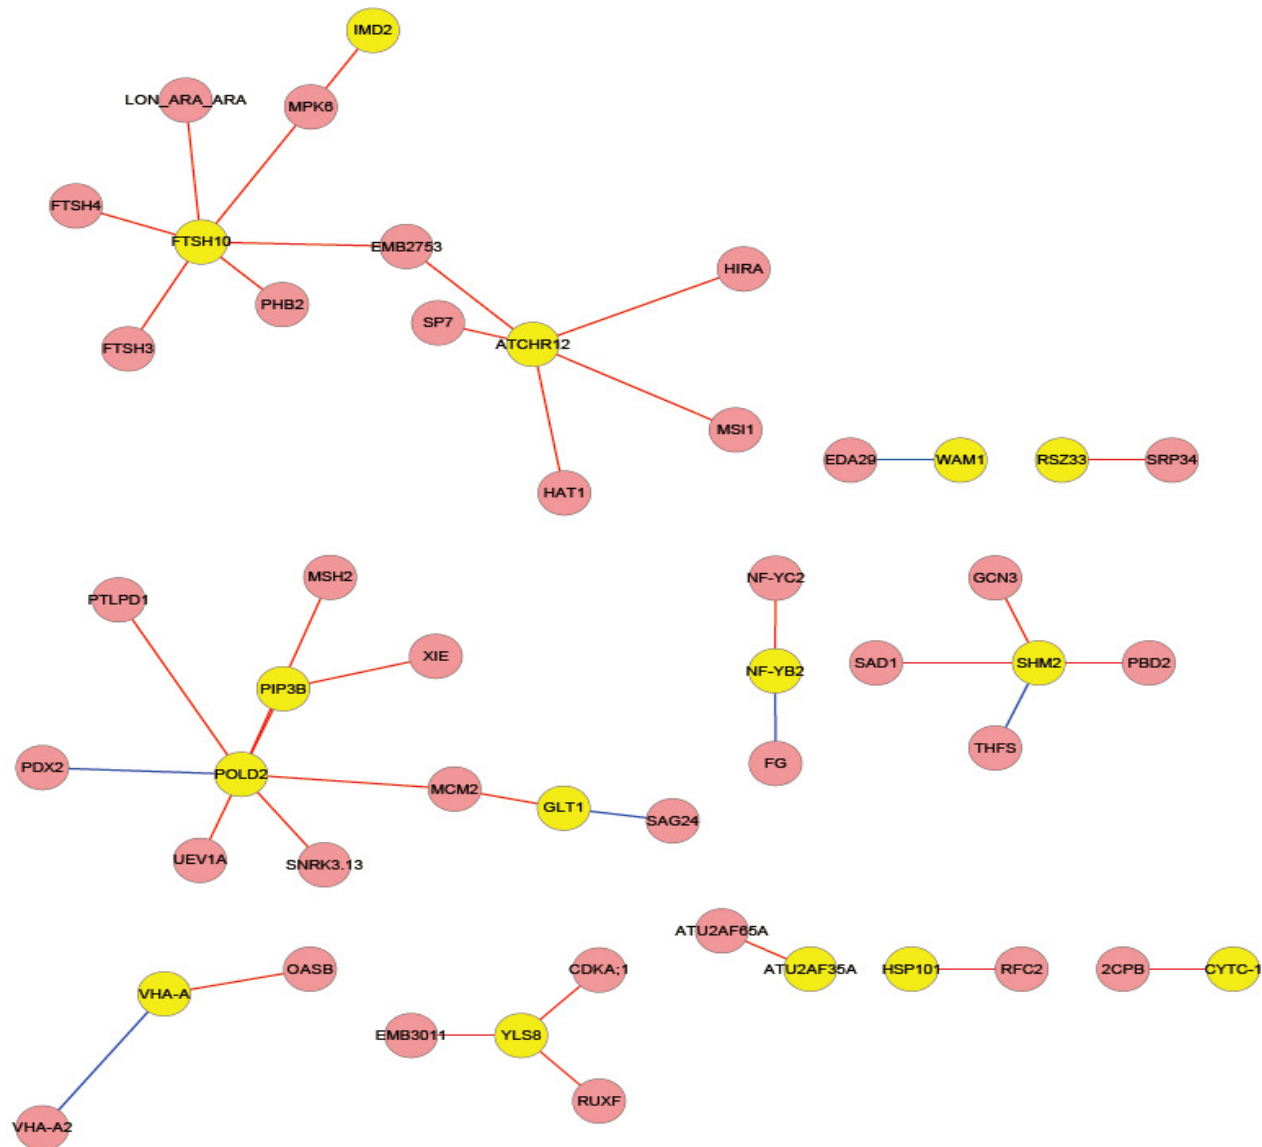 IMD2
LON_ARA_ARA
MPK6
FTSH4
FTSH10
EMB2753
HIRA
PHB2
SP7
FTSH3
ATCHR12
MSI1
EDA29
WAM1
RSZ33
SRP34
HAT1
MSH2
NF-YC2
GCN3
PTLPD1
XIE
SAD1
SHM2
PBD2
NF-YB2
PIP3B
THFS
FG
PDX2
POLD2
MCM2
GLT1
SAG24
UEV1A
SNRK3.13
ATU2AF65A
OASB
CDKA;1
ATU2AF35A
HSP101
RFC2
2CPB
CYTC-1
VHA-A
EMB3011
YLS8
RUXF
VHA-A2